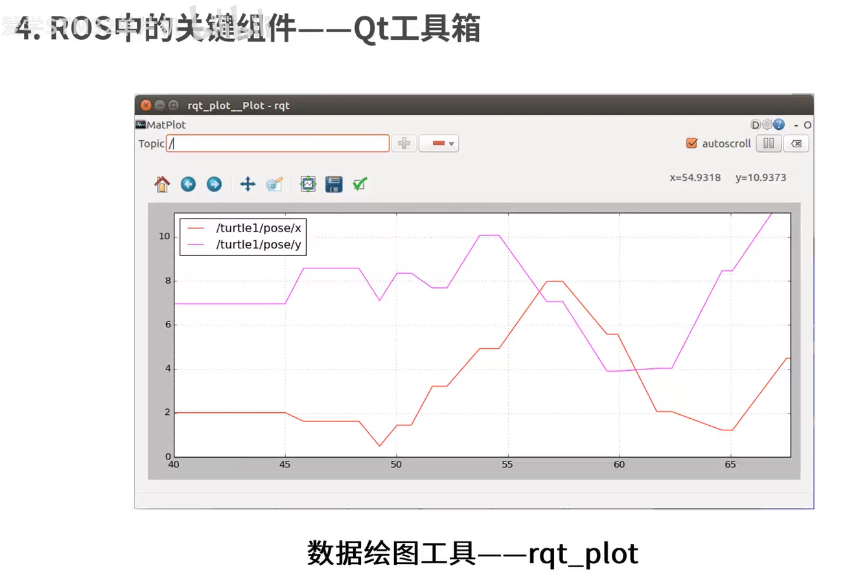 4. ROS中的关键组件——Qt工具箱
rqt_plot__Plot - rqt
MatPlot
D
- O
Topic /
autoscroll
x=54.9318 y=10.9373
/turtle1/pose/x
/turtle1/pose/y
10
8
6
4
2
0
40 45 50 55 60 65
数据绘图工具——rqt_plot